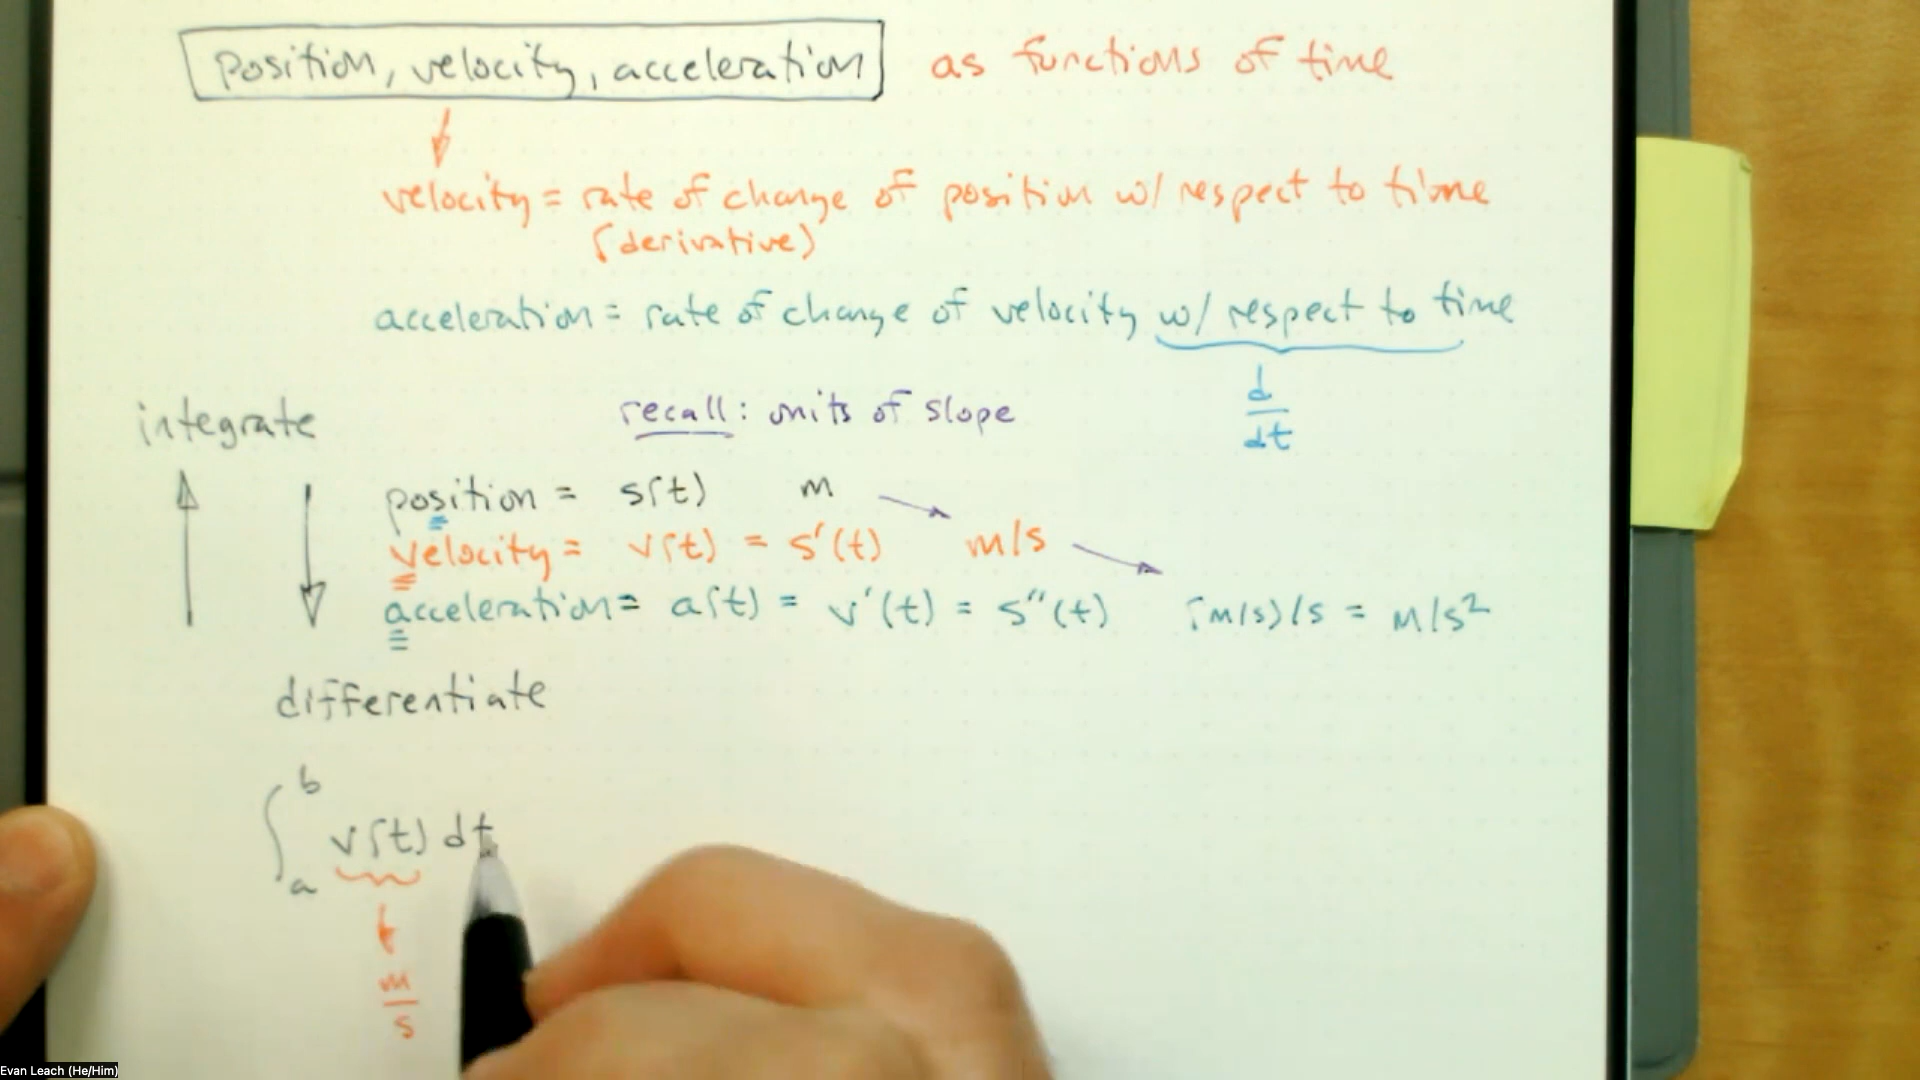 position, velocity, acceleration as functions of time
velocity = rate of change of position w/ respect to time
(derivative)
acceleration = rate of change of velocity w/ respect to time
d
dt
integrate
recall: units of slope
position = s(t) m
velocity = v(t) = s'(t) m/s
acceleration = a(t) = v'(t) = s''(t) (m/s)/s = m/s²
differentiate
∫ₐᵇ v(t) dt
m
s
Evan Leach (He/Him)